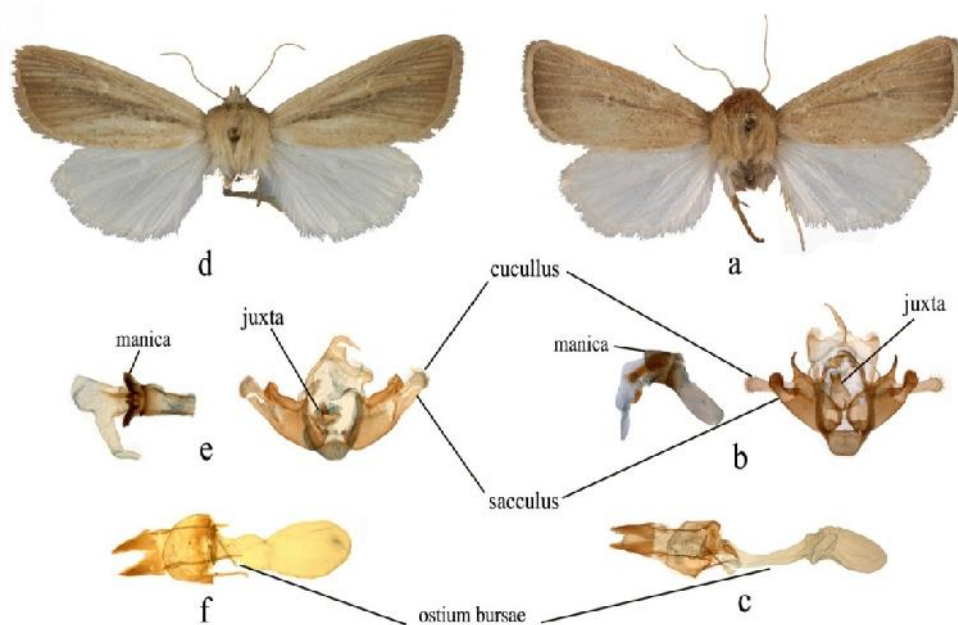 d
a
cucullus
juxta
juxta
manica
manica
e
b
sacculus
f
c
ostium bursae